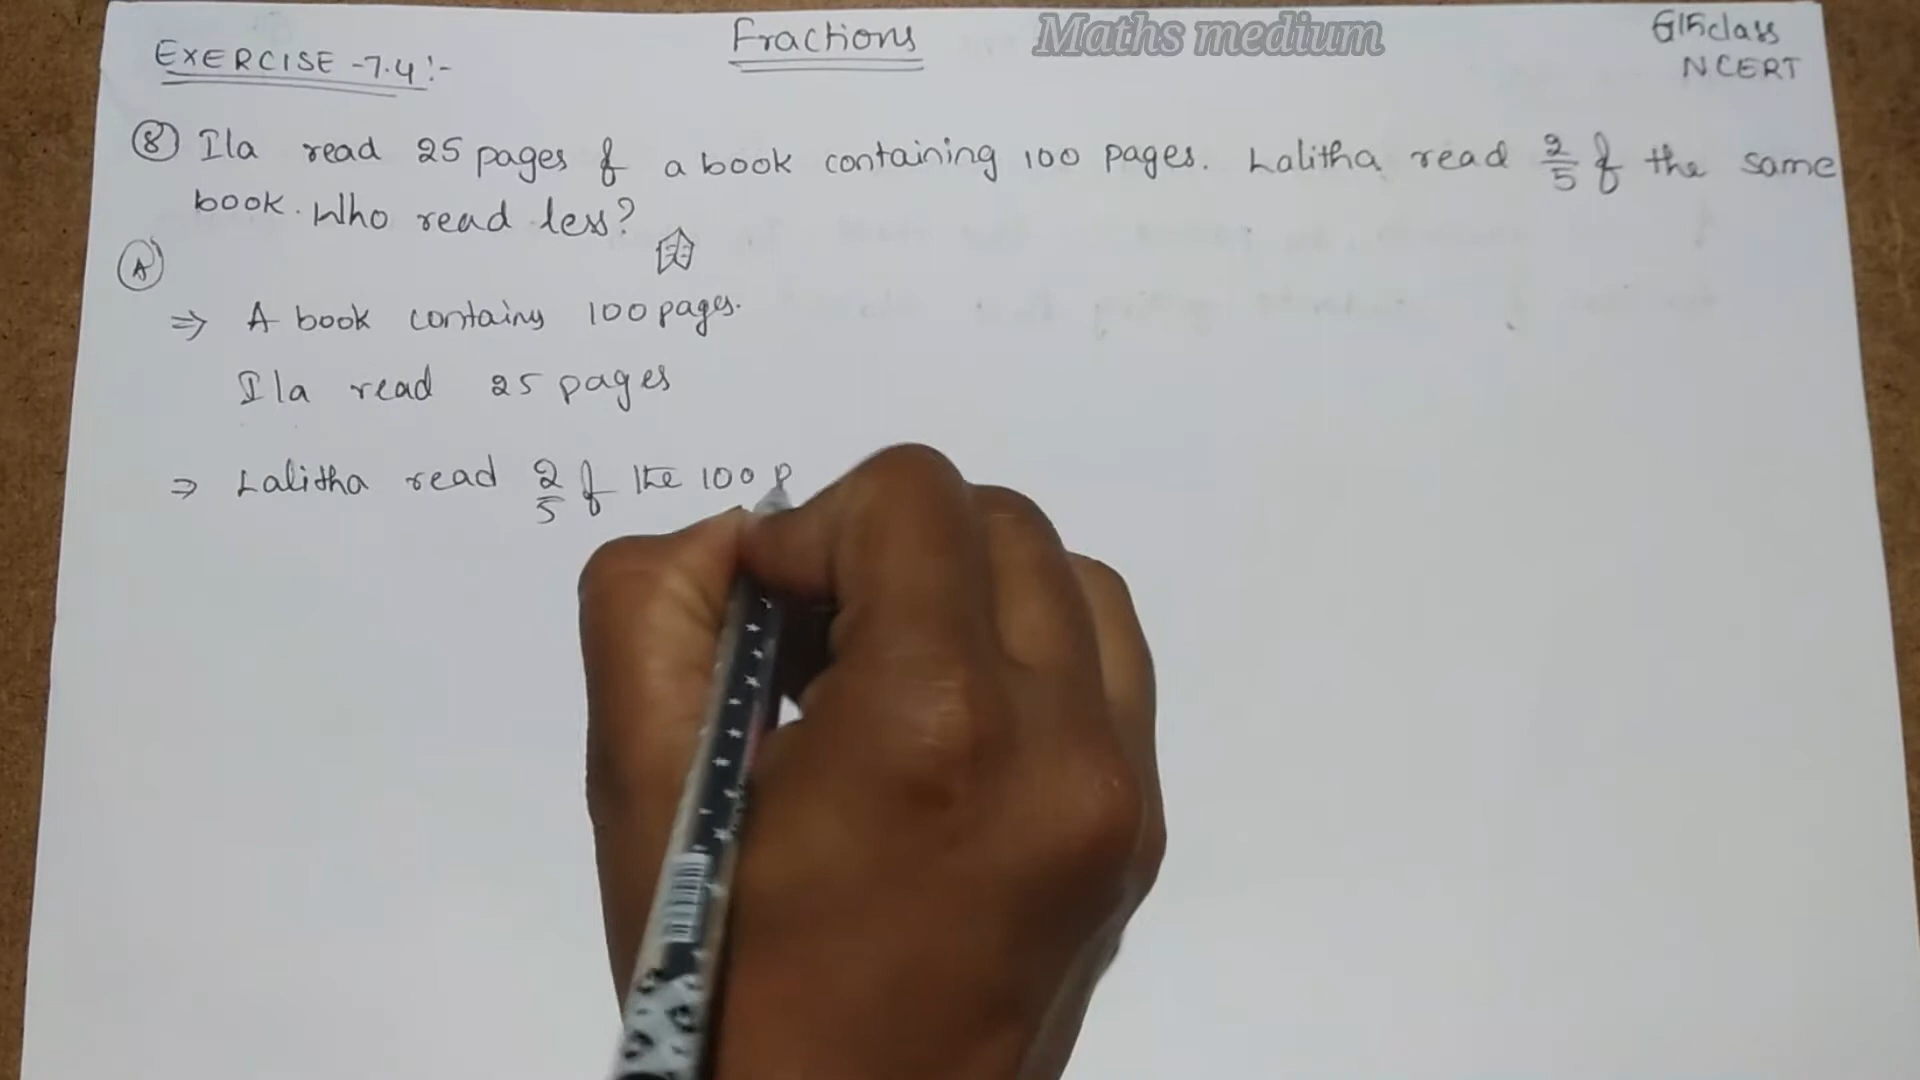 EXERCISE -7.4:-
Fractions
Maths medium
6th class
NCERT
8 Ila read 25 pages of a book containing 100 pages. Lalitha read 2/5 of the same
book. Who read less?
A
⇒ A book contains 100 pages.
Ila read 25 pages
⇒ Lalitha read 2/5 of the 100 p